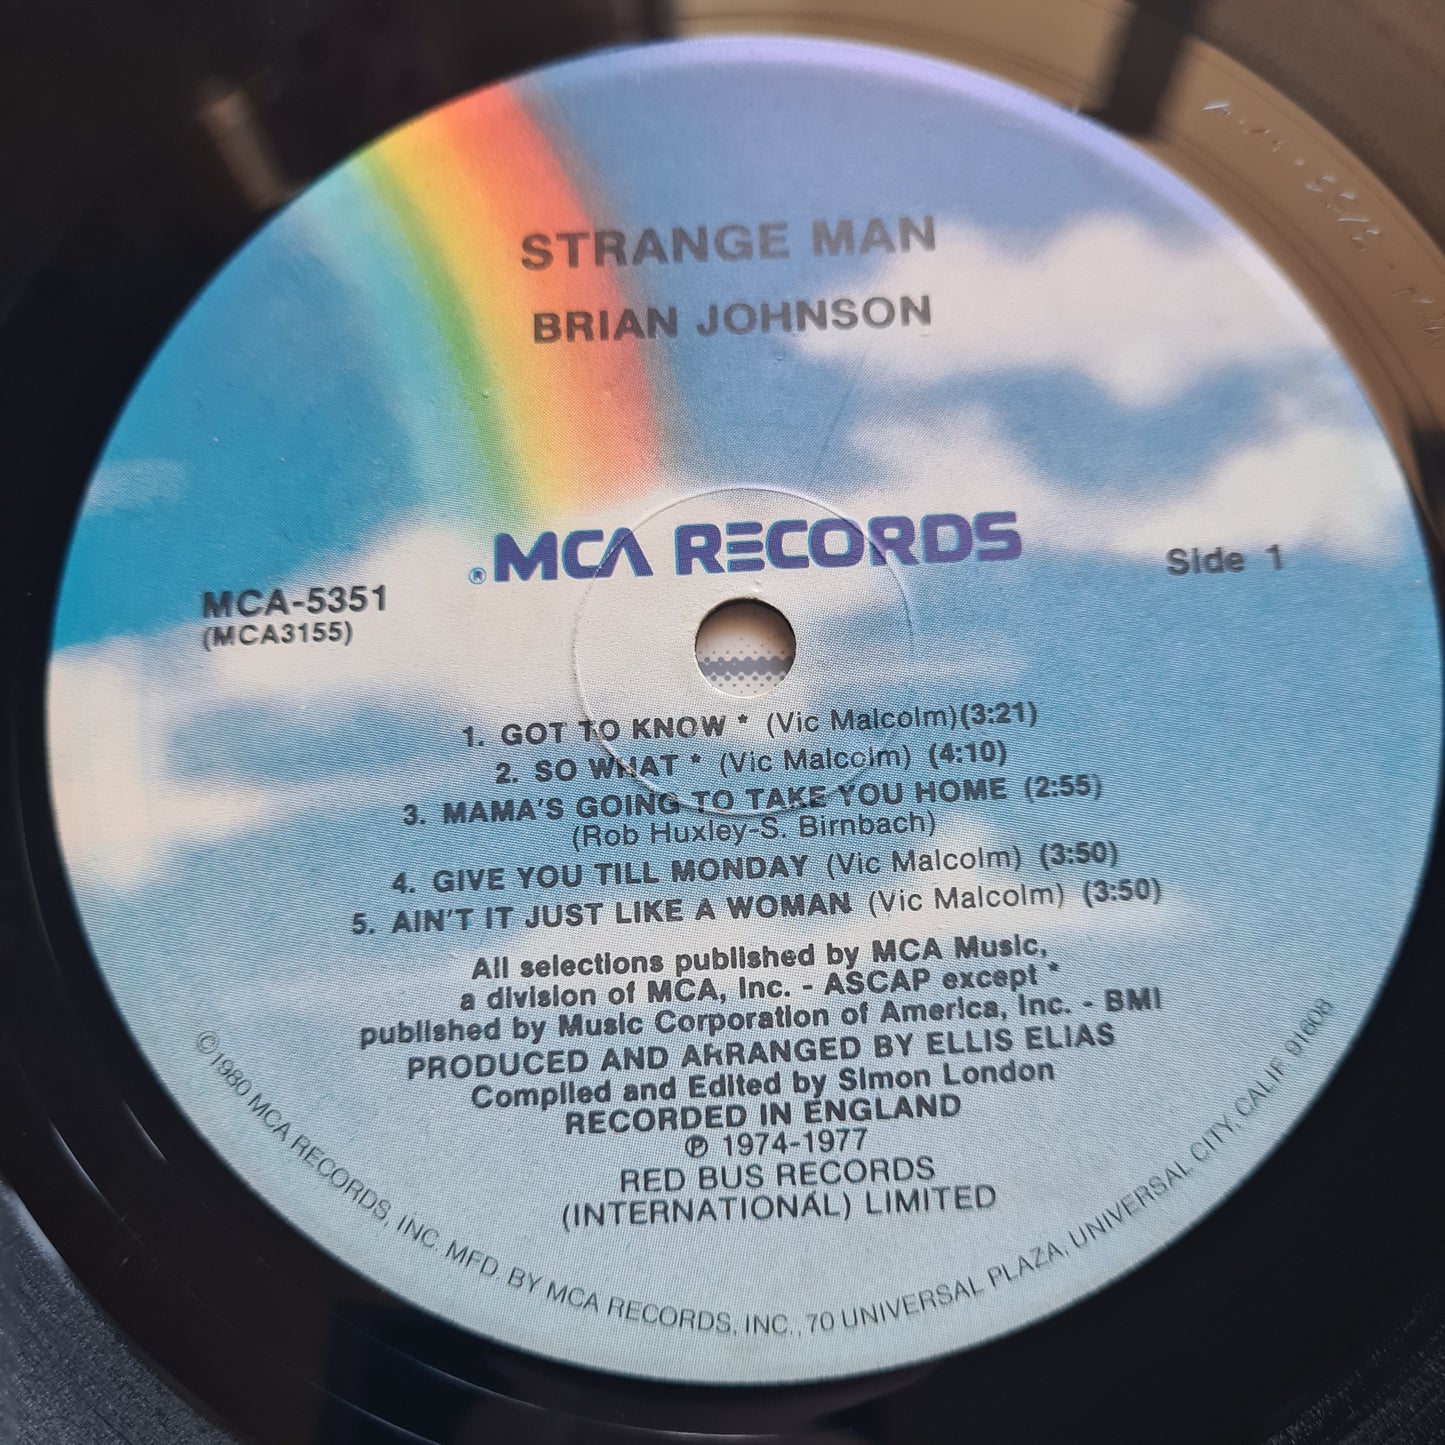 STRANGE MAN
BRIAN JOHNSON
® MCA RECORDS
MCA-5351
(MCA3155)
Side 1
1. GOT TO KNOW * (Vic Malcolm)(3:21)
2. SO WHAT * (Vic Malcolm) (4:10)
3. MAMA'S GOING TO TAKE YOU HOME (2:55)
(Rob Huxley-S. Birnbach)
4. GIVE YOU TILL MONDAY (Vic Malcolm) (3:50)
5. AIN'T IT JUST LIKE A WOMAN (Vic Malcolm) (3:50)
All selections published by MCA Music,
a division of MCA, Inc. - ASCAP except *
published by Music Corporation of America, Inc. - BMI
PRODUCED AND ARRANGED BY ELLIS ELIAS
Compiled and Edited by Simon London
RECORDED IN ENGLAND
℗ 1974-1977
RED BUS RECORDS
(INTERNATIONAL) LIMITED
©1980 MCA RECORDS, INC. MFD. BY MCA RECORDS, INC., 70 UNIVERSAL PLAZA, UNIVERSAL CITY, CALIF. 91608